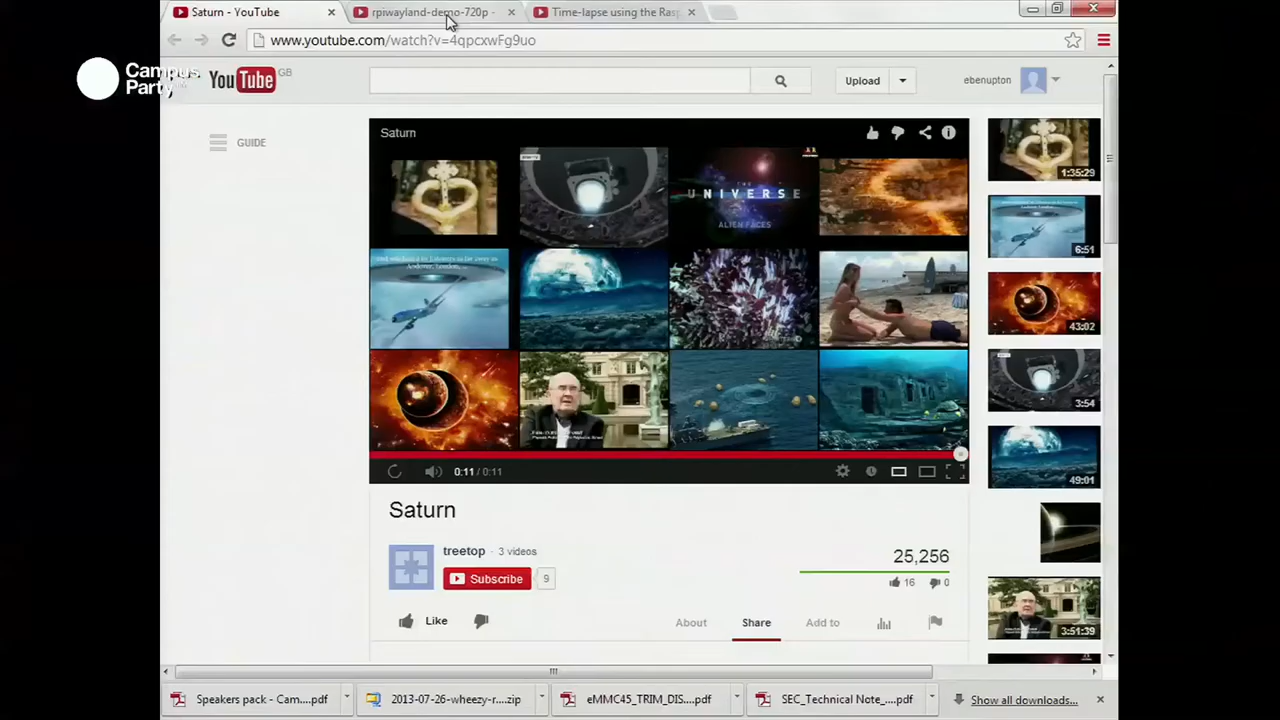 Saturn - YouTube
rpiwayland-demo-720p -
Time-lapse using the Rasp
www.youtube.com/watch?v=4qpcxwFg9uo
Campus
Party
YouTube GB
Upload
ebenupton
GUIDE
Saturn
THE
UNIVERSE
ALIEN FACES
0:11 / 0:11
1:35:29
6:51
43:02
3:54
49:01
3:51:39
Saturn
treetop · 3 videos
Subscribe 9
25,256
16 0
Like
About
Share
Add to
Speakers pack - Cam....pdf
2013-07-26-wheezy-r....zip
eMMC45_TRIM_DIS....pdf
SEC_Technical Note_....pdf
Show all downloads...